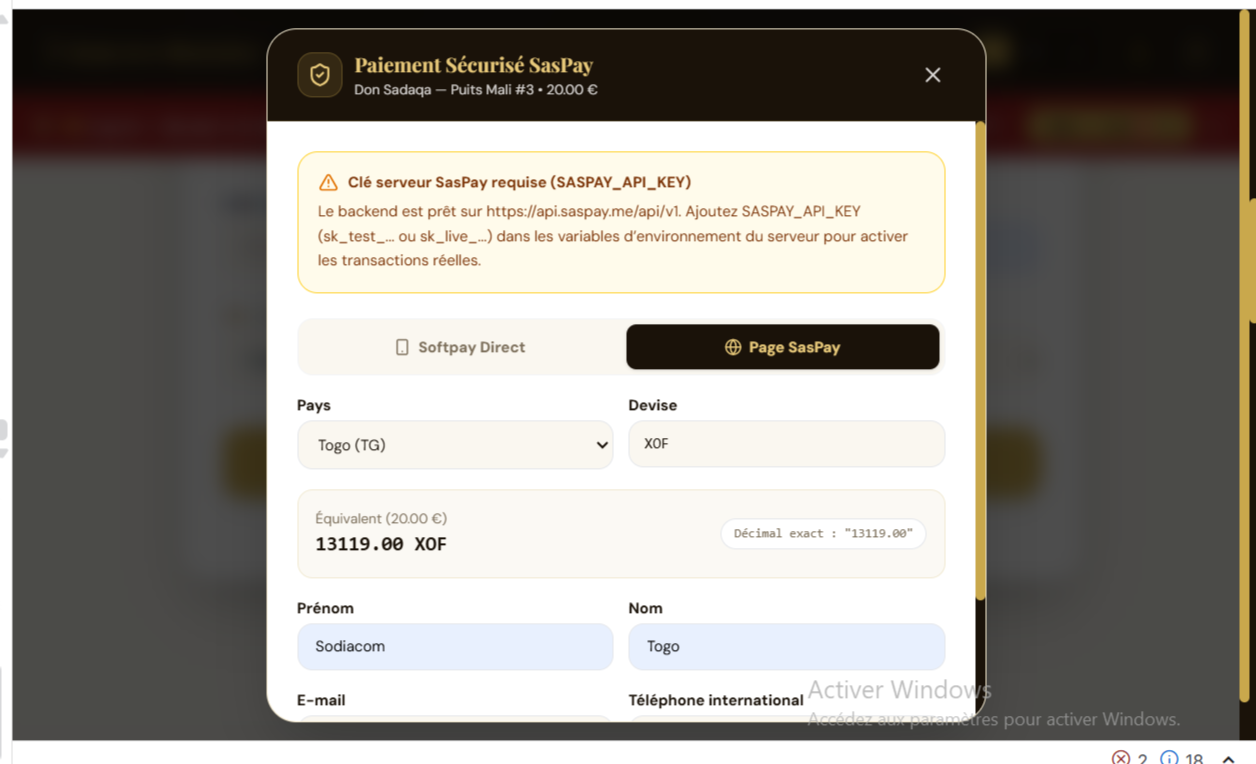 Paiement Sécurisé SasPay
Don Sadaqa — Puits Mali #3 • 20.00 €
Clé serveur SasPay requise (SASPAY_API_KEY)
Le backend est prêt sur https://api.saspay.me/api/v1. Ajoutez SASPAY_API_KEY
(sk_test_… ou sk_live_…) dans les variables d'environnement du serveur pour activer
les transactions réelles.
Softpay Direct
Page SasPay
Pays
Devise
Togo (TG)
XOF
Équivalent (20.00 €)
13119.00 XOF
Décimal exact : "13119.00"
Prénom
Nom
Sodiacom
Togo
E-mail
Téléphone international
Activer Windows
Accédez aux paramètres pour activer Windows.
2
18